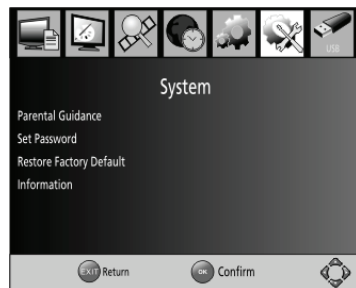 USB
System
Parental Guidance
Set Password
Restore Factory Default
Information
EXIT Return
OK Confirm